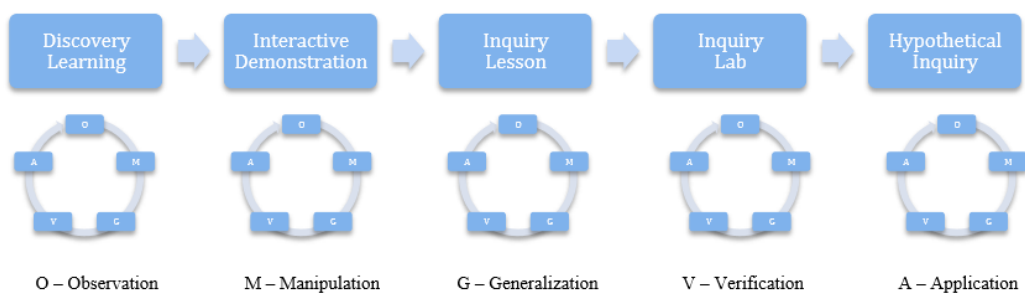 Discovery
Learning
Interactive
Demonstration
Inquiry
Lesson
Inquiry
Lab
Hypothetical
Inquiry
O
A
M
V
G
O
A
M
V
G
O
A
M
V
G
O
A
M
V
G
O
A
M
V
G
O – Observation
M – Manipulation
G – Generalization
V – Verification
A – Application